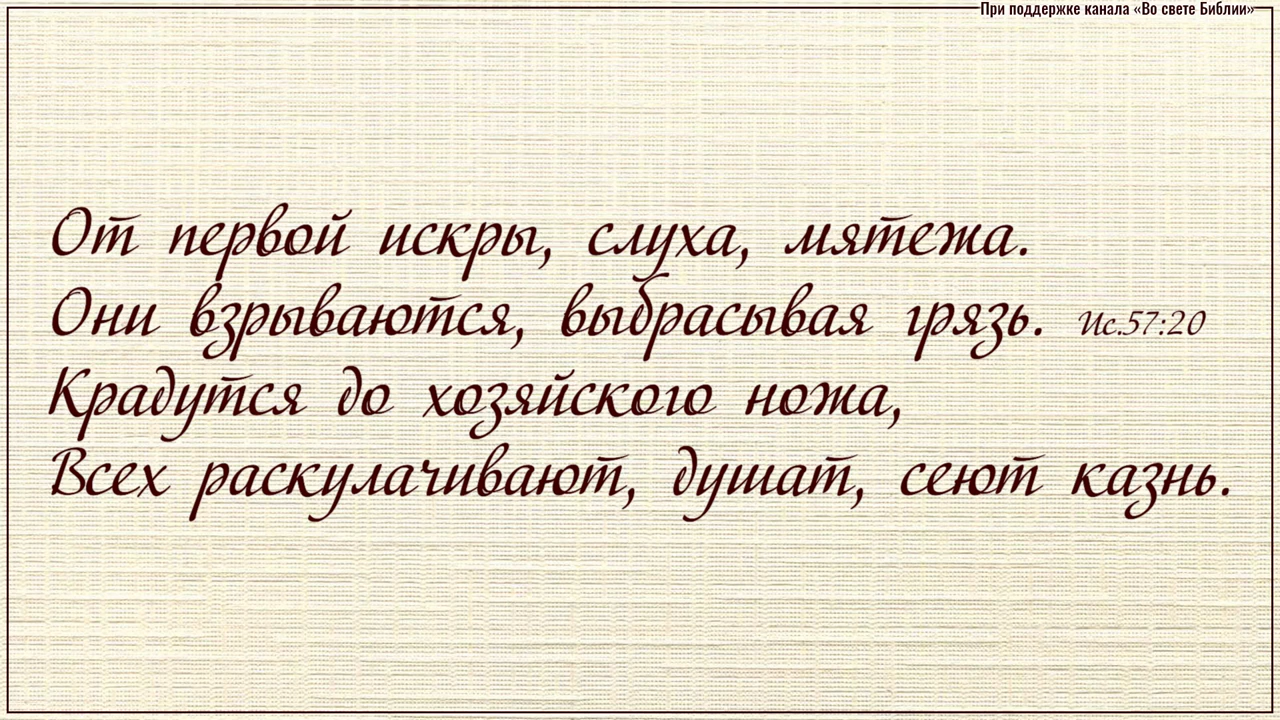 При поддержке канала «Во свете Библии»
От первой искры, слуха, мятежа.
Они взрываются, выбрасывая грязь. Ис.57:20
Крадутся до хозяйского ножа,
Всех раскулачивают, душат, сеют казнь.